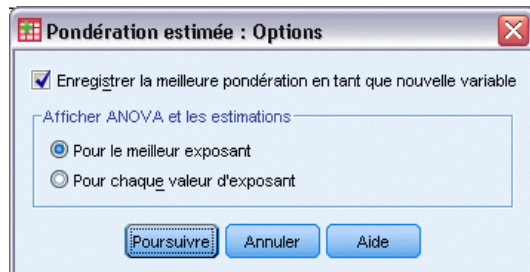 Pondération estimée : Options
Enregistrer la meilleure pondération en tant que nouvelle variable
Afficher ANOVA et les estimations
Pour le meilleur exposant
Pour chaque valeur d'exposant
Poursuivre Annuler Aide